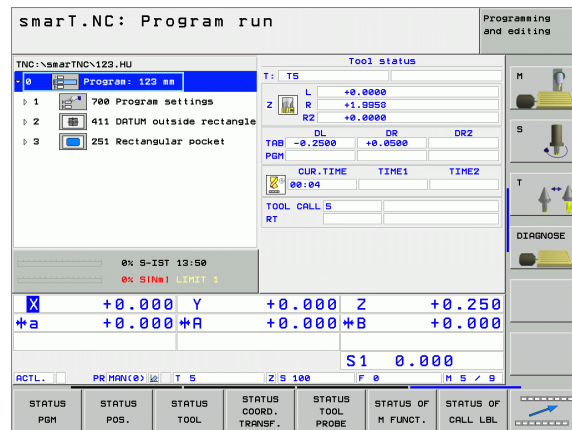 smarT.NC: Program run
Programming and editing
TNC:\smarTNC\123.HU
0 Program: 123 mm
1 700 Program settings
2 411 DATUM outside rectangle
3 251 Rectangular pocket
Tool status
T: T5
Z L +0.0000
R +1.9958
R2 +0.0000
DL DR DR2
TAB -0.2500 +0.0500
PGM
CUR.TIME TIME1 TIME2
00:04
TOOL CALL 5
RT
M
S
T
DIAGNOSE
0% S-IST 13:50
0% S[Nm] LIMIT 1
X +0.000 Y +0.000 Z +0.250
a +0.000 A +0.000 B +0.000
S1 0.000
ACTL. PR MAN(0) T 5 Z S 100 F 0 M 5 / 9
STATUS PGM
STATUS POS.
STATUS TOOL
STATUS COORD. TRANSF.
STATUS TOOL PROBE
STATUS OF M FUNCT.
STATUS OF CALL LBL